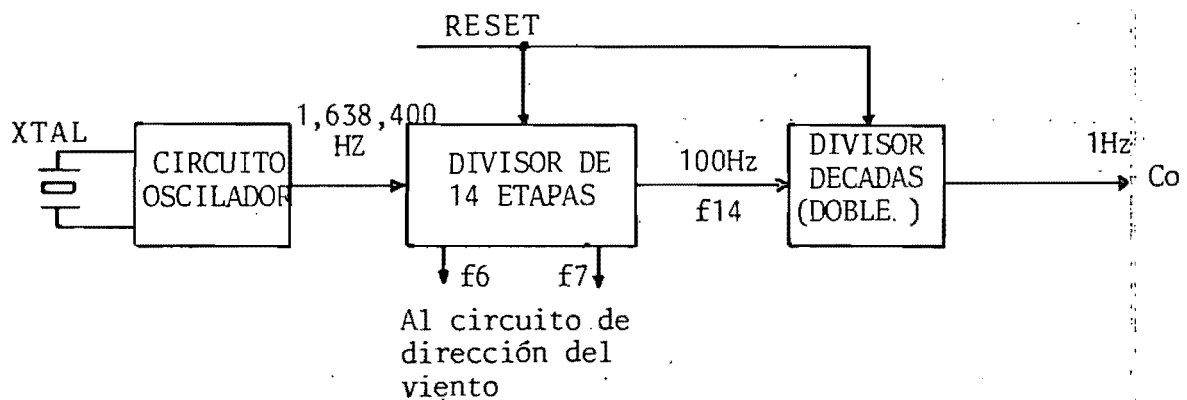 RESET
XTAL
1,638,400
HZ
CIRCUITO
OSCILADOR
DIVISOR DE
14 ETAPAS
100Hz
f14
DIVISOR
DECADAS
(DOBLE.)
1Hz
Co
f6
f7
Al circuito de
dirección del
viento